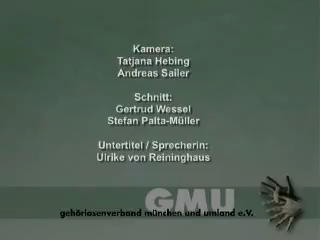 Kamera:
Tatjana Hebing
Andreas Sailer
Schnitt:
Gertrud Wessel
Stefan Palta-Müller
Untertitel / Sprecherin:
Ulrike von Reininghaus
GMU
gehörlosenverband münchen und umland e.V.